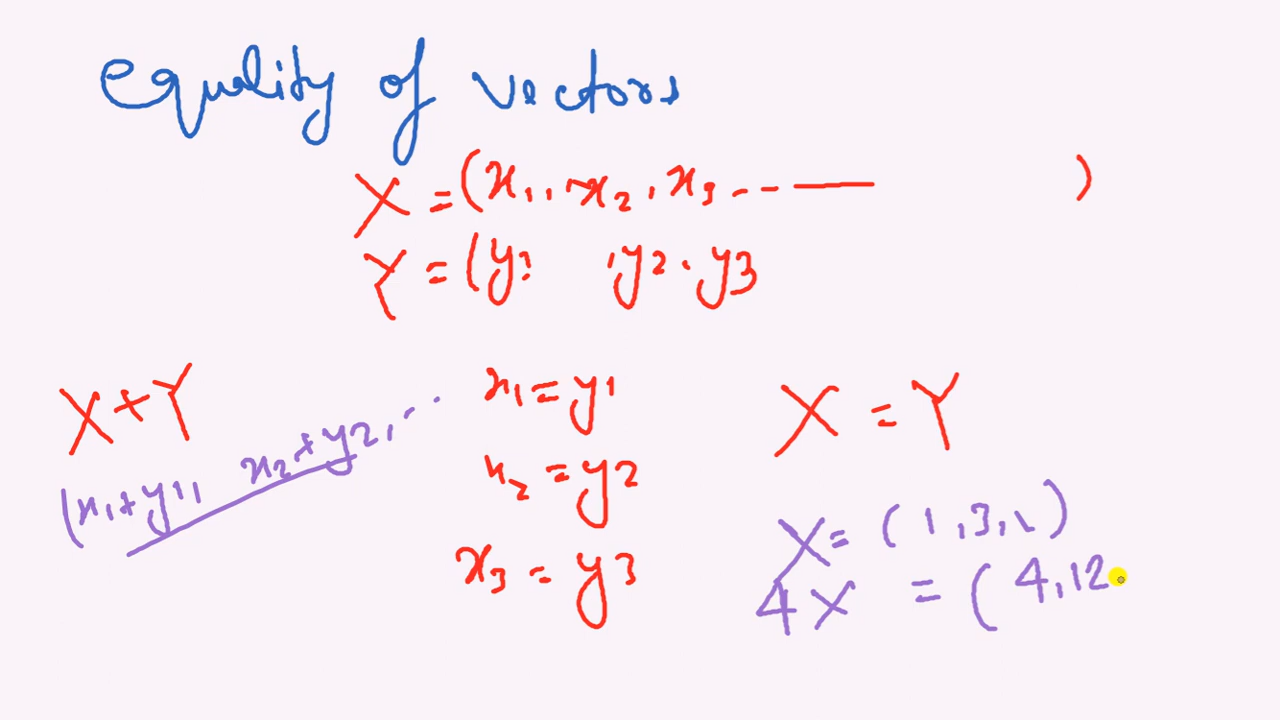 Equality of vectors
X = (x1, x2, x3 -- — )
Y = (y1 , y2 . y3
X+Y
(x1+y1, x2+y2, ..
x1 = y1
x2 = y2
x3 = y3
X = Y
X = (1, 3, )
4X = (4, 12